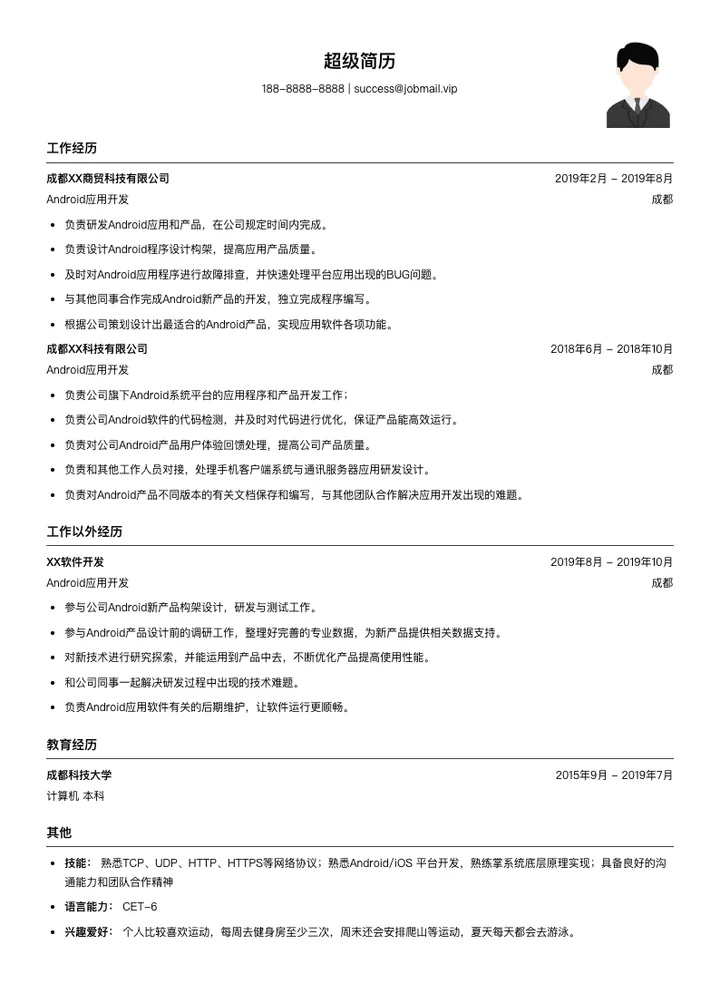 超级简历
188-8888-8888 | success@jobmail.vip
工作经历
成都XX商贸科技有限公司 2019年2月 - 2019年8月
Android应用开发 成都
• 负责研发Android应用和产品，在公司规定时间内完成。
• 负责设计Android程序设计构架，提高应用产品质量。
• 及时对Android应用程序进行故障排查，并快速处理平台应用出现的BUG问题。
• 与其他同事合作完成Android新产品的开发，独立完成程序编写。
• 根据公司策划设计出最适合的Android产品，实现应用软件各项功能。
成都XX科技有限公司 2018年6月 - 2018年10月
Android应用开发 成都
• 负责公司旗下Android系统平台的应用程序和产品开发工作；
• 负责公司Android软件的代码检测，并及时对代码进行优化，保证产品能高效运行。
• 负责对公司Android产品用户体验回馈处理，提高公司产品质量。
• 负责和其他工作人员对接，处理手机客户端系统与通讯服务器应用研发设计。
• 负责对Android产品不同版本的有关文档保存和编写，与其他团队合作解决应用开发出现的难题。
工作以外经历
XX软件开发 2019年8月 - 2019年10月
Android应用开发 成都
• 参与公司Android新产品构架设计，研发与测试工作。
• 参与Android产品设计前的调研工作，整理好完善的专业数据，为新产品提供相关数据支持。
• 对新技术进行研究探索，并能运用到产品中去，不断优化产品提高使用性能。
• 和公司同事一起解决研发过程中出现的技术难题。
• 负责Android应用软件有关的后期维护，让软件运行更顺畅。
教育经历
成都科技大学 2015年9月 - 2019年7月
计算机 本科
其他
• 技能： 熟悉TCP、UDP、HTTP、HTTPS等网络协议；熟悉Android/iOS 平台开发，熟练掌系统底层原理实现；具备良好的沟
通能力和团队合作精神
• 语言能力： CET-6
• 兴趣爱好： 个人比较喜欢运动，每周去健身房至少三次，周末还会安排爬山等运动，夏天每天都会去游泳。